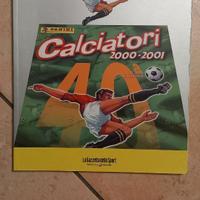 PANINI
Calciatori
2000-2001
40
La Gazzetta dello Sport